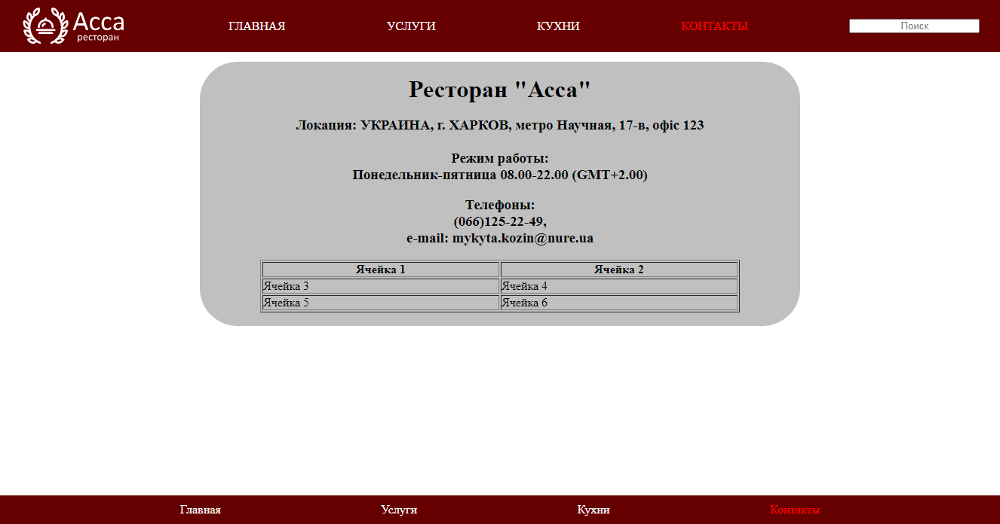 Асса
ресторан
ГЛАВНАЯ УСЛУГИ КУХНИ КОНТАКТЫ Поиск
Ресторан "Асса"
Локация: УКРАИНА, г. ХАРКОВ, метро Научная, 17-в, офіс 123
Режим работы:
Понедельник-пятница 08.00-22.00 (GMT+2.00)
Телефоны:
(066)125-22-49,
e-mail: mykyta.kozin@nure.ua
Ячейка 1 Ячейка 2
Ячейка 3 Ячейка 4
Ячейка 5 Ячейка 6
Главная Услуги Кухни Контакты